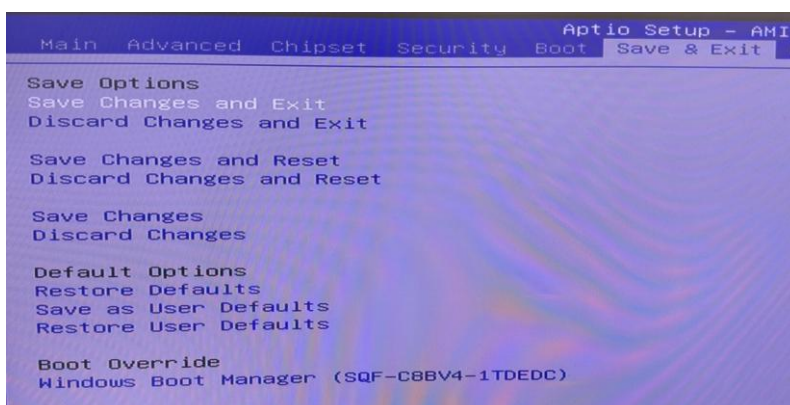 Aptio Setup - AMI
Main Advanced Chipset Security Boot Save & Exit
Save Options
Save Changes and Exit
Discard Changes and Exit
Save Changes and Reset
Discard Changes and Reset
Save Changes
Discard Changes
Default Options
Restore Defaults
Save as User Defaults
Restore User Defaults
Boot Override
Windows Boot Manager (SQF-C8BV4-1TDEDC)